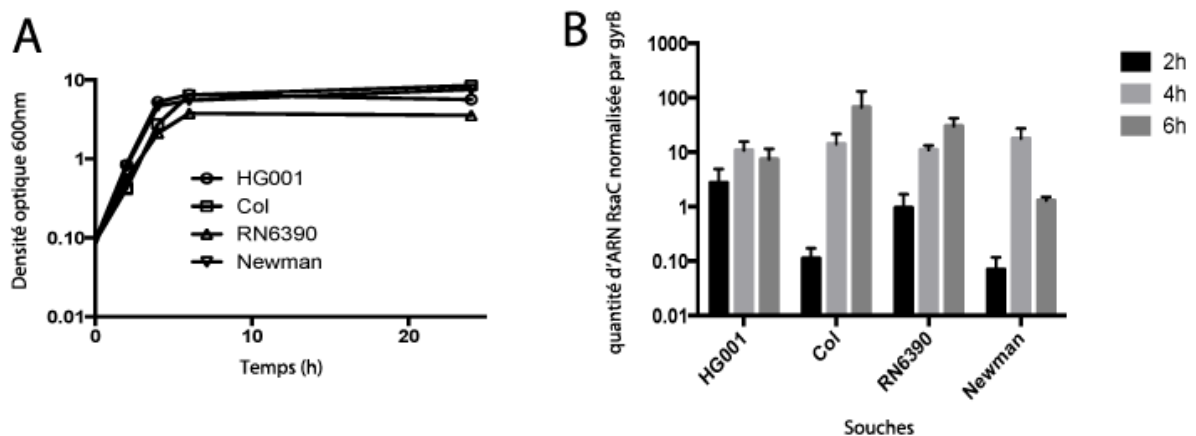 A
Densité optique 600nm
10
1
0.10
0.01
0
10
20
Temps (h)
HG001
Col
RN6390
Newman
B
quantité d'ARN RsaC normalisée par gyrB
1000
100
10
1
0.10
0.01
HG001
Col
RN6390
Newman
Souches
2h
4h
6h